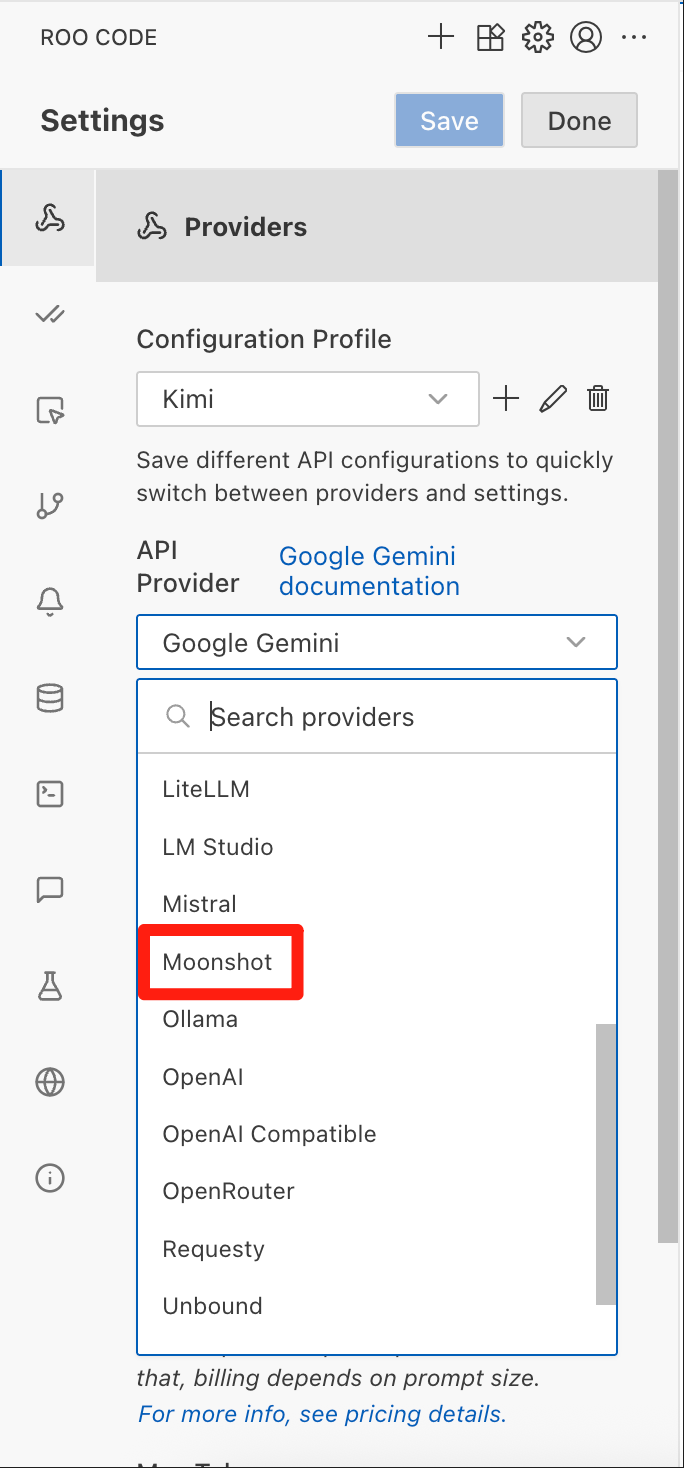 ROO CODE
Settings
Save
Done
Providers
Configuration Profile
Kimi
Save different API configurations to quickly
switch between providers and settings.
API
Provider
Google Gemini
documentation
Google Gemini
Search providers
LiteLLM
LM Studio
Mistral
Moonshot
Ollama
OpenAI
OpenAI Compatible
OpenRouter
Requesty
Unbound
that, billing depends on prompt size.
For more info, see pricing details.